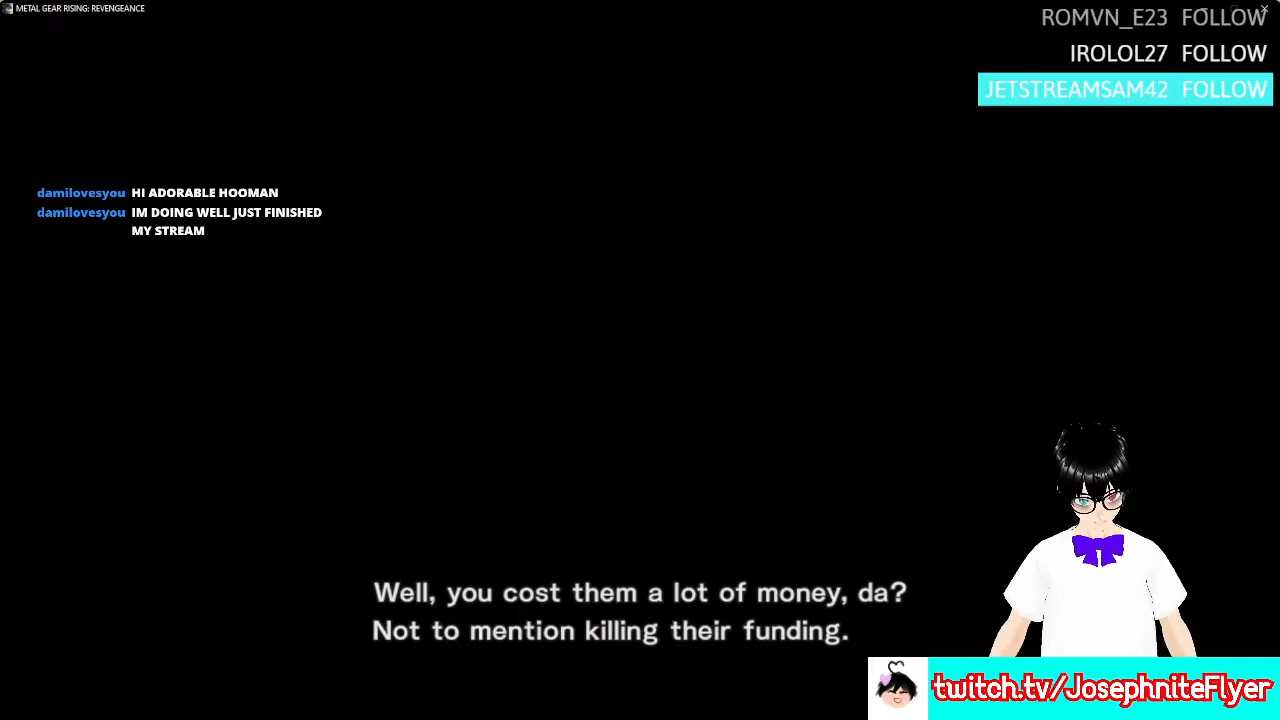 METAL GEAR RISING: REVENGEANCE
ROMVN_E23 FOLLOW
IROLOL27 FOLLOW
JETSTREAMSAM42 FOLLOW
damilovesyou HI ADORABLE HOOMAN
damilovesyou IM DOING WELL JUST FINISHED
MY STREAM
Well, you cost them a lot of money, da?
Not to mention killing their funding.
twitch.tv/JosephniteFlyer